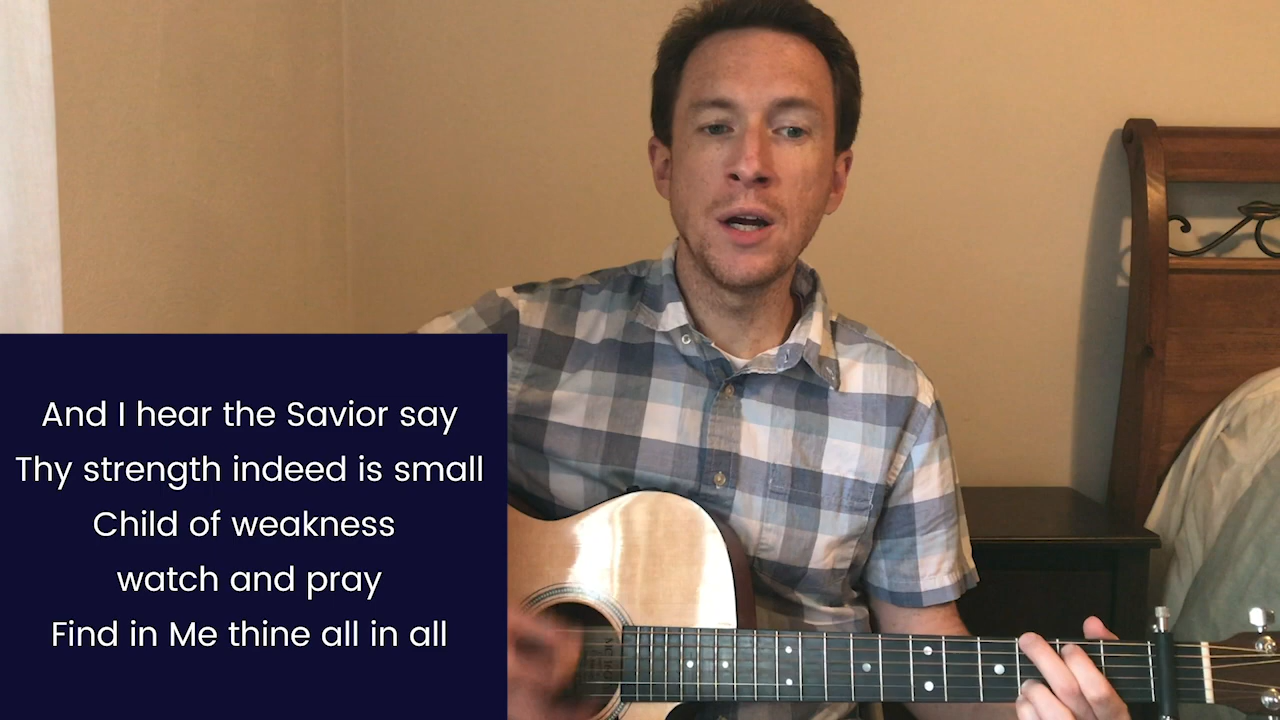 And I hear the Savior say
Thy strength indeed is small
Child of weakness
watch and pray
Find in Me thine all in all